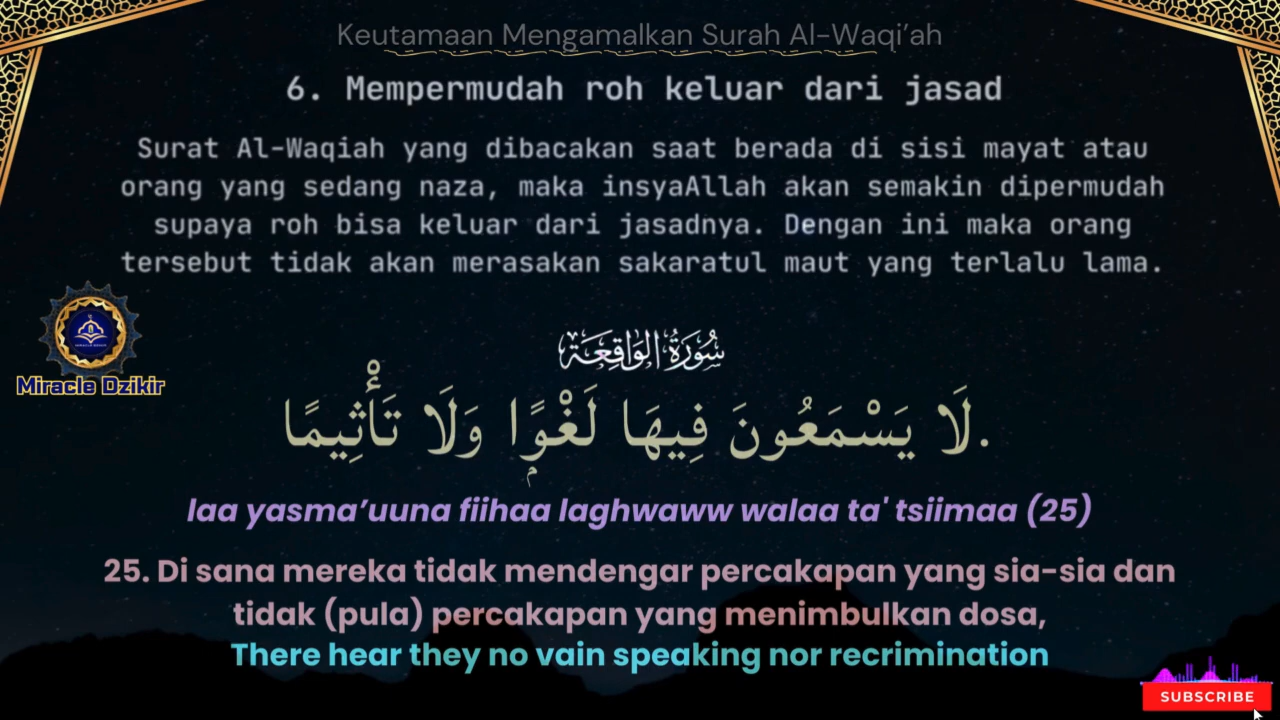 Keutamaan Mengamalkan Surah Al-Waqi’ah
6. Mempermudah roh keluar dari jasad
Surat Al-Waqiah yang dibacakan saat berada di sisi mayat atau
orang yang sedang naza, maka insyaAllah akan semakin dipermudah
supaya roh bisa keluar dari jasadnya. Dengan ini maka orang
tersebut tidak akan merasakan sakaratul maut yang terlalu lama.
Miracle Dzikir
سُورَةُ الْوَاقِعَة
لَا يَسْمَعُونَ فِيهَا لَغْوًۭا وَلَا تَأْثِيمًا.
laa yasma’uuna fiihaa laghwaww walaa ta' tsiimaa (25)
25. Di sana mereka tidak mendengar percakapan yang sia-sia dan
tidak (pula) percakapan yang menimbulkan dosa,
There hear they no vain speaking nor recrimination
SUBSCRIBE